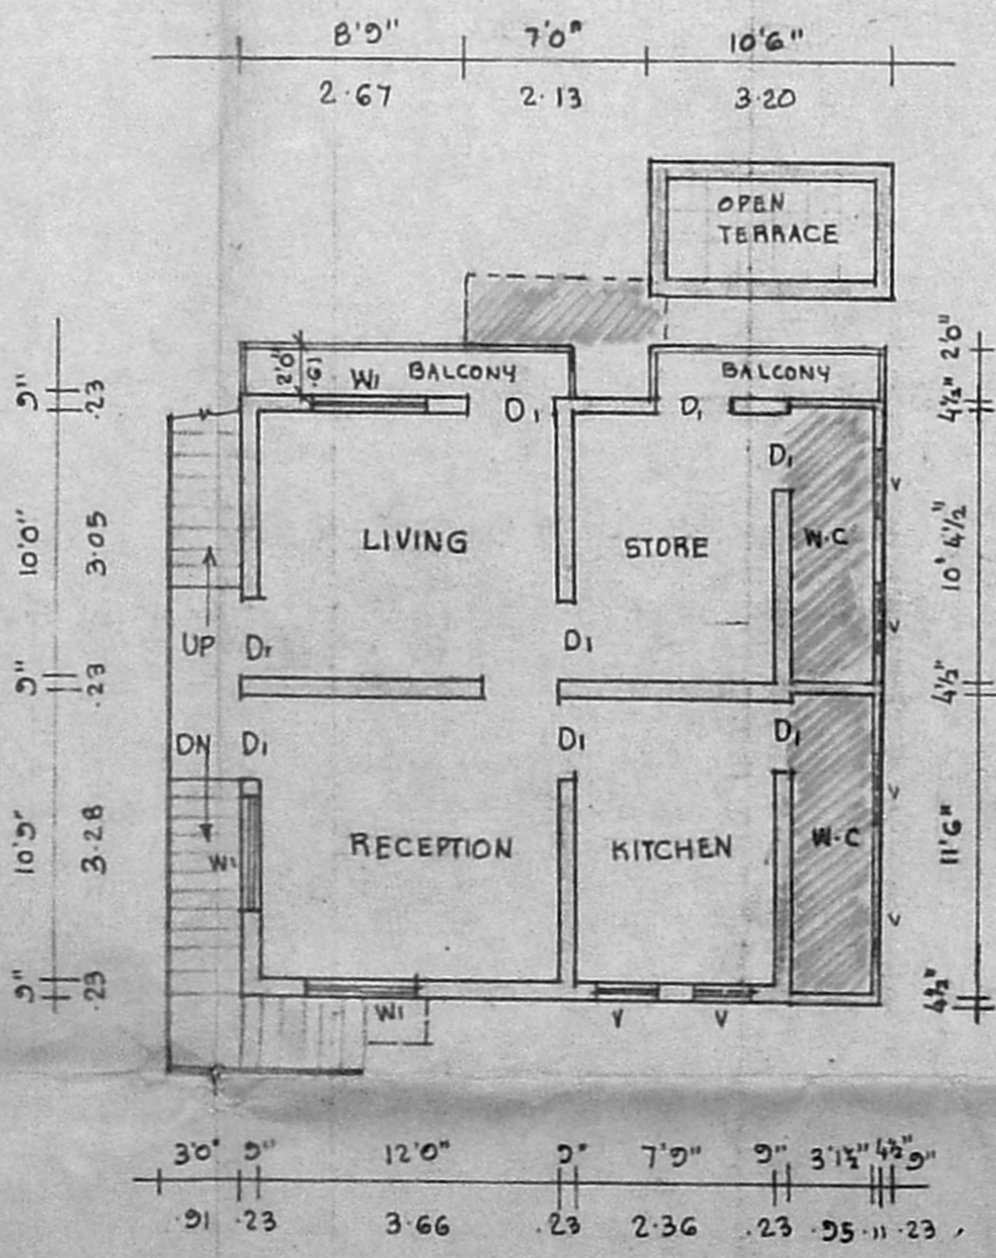 8'9" 7'0" 10'6"
2.67 2.13 3.20
OPEN
TERRACE
2'0"
.61
W1 BALCONY
BALCONY
D1
D1
D1
9" .23
4½" 2'0"
LIVING
STORE
W.C
V
10'0" 3.05
10'4½"
V
UP
D1
D1
9" .23
4½"
DN
D1
D1
D1
V
10'9" 3.28
W1
RECEPTION
KITCHEN
W.C
11'6"
V
9" .23
4½"
W1
V
V
3'0" 9" 12'0" 9" 7'9" 9" 3'1½" 4½" 9"
.91 .23 3.66 .23 2.36 .23 .95 .11 .23